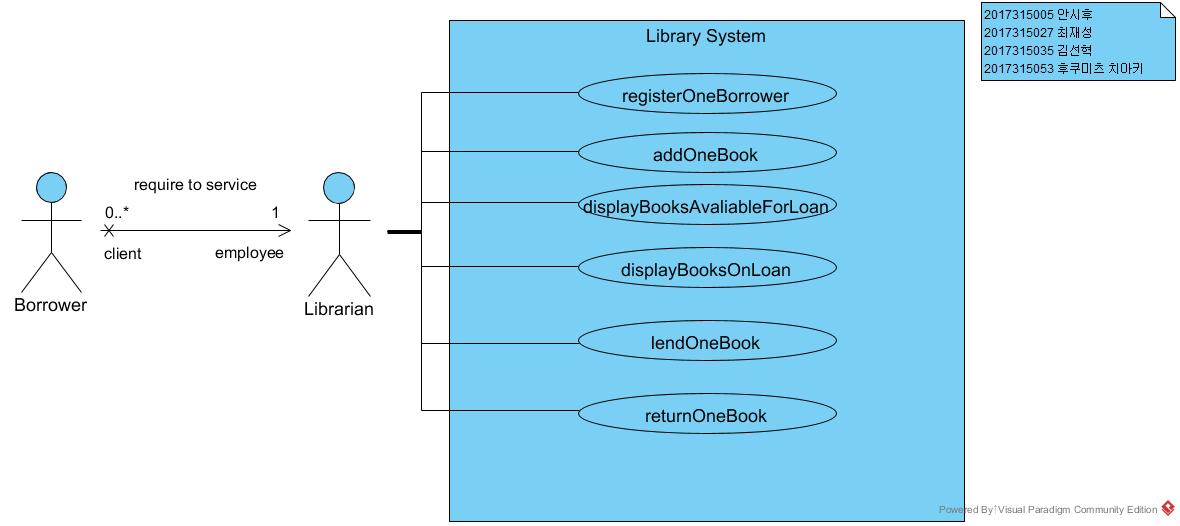 2017315005 안시후
2017315027 최재성
2017315035 김선혁
2017315053 후쿠미츠 치아키
Library System
registerOneBorrower
addOneBook
displayBooksAvaliableForLoan
displayBooksOnLoan
lendOneBook
returnOneBook
require to service
0..* 1
client employee
Borrower
Librarian
Powered By Visual Paradigm Community Edition